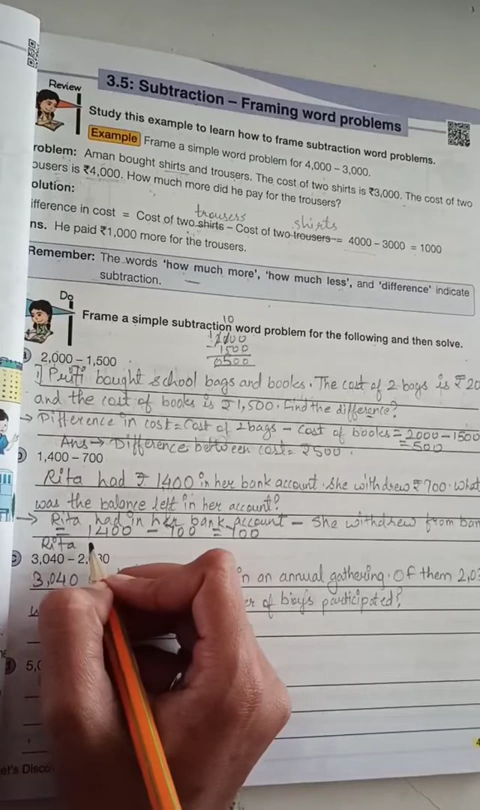 Review
3.5: Subtraction – Framing word problems
Study this example to learn how to frame subtraction word problems.
Example Frame a simple word problem for 4,000 – 3,000.
roblem: Aman bought shirts and trousers. The cost of two shirts is ₹3,000. The cost of two
ousers is ₹4,000. How much more did he pay for the trousers?
olution:
trousess shirts
ifference in cost = Cost of two shirts – Cost of two trousers = 4000 – 3000 = 1000
ns. He paid ₹1,000 more for the trousers.
Remember: The words 'how much more', 'how much less', and 'difference' indicate
subtraction.
Do
Frame a simple subtraction word problem for the following and then solve.
10
2,000 – 1,500
- 1500
0500
bought school bags and books. The cost of 2 bags is ₹ 20
and the cost of books is ₹ 1,500. Find the difference?
→ Difference in cost = Cost of 2 bags – Cost of books = 2000 – 1500
= 500
Ans → Difference between cost = ₹ 500.
1,400 – 700
Rita had ₹ 1400 in her bank account. She withdrew ₹ 700. What
was the balance left in her account?
→ Rita had in her bank account – She withdrew from ban
= 1400 – 700 = 700
Rita
c 3,040 – 2,
3,040 in an annual gathering. Of them 2,03
er of boys participated?
d 5,0
et's Disco
4